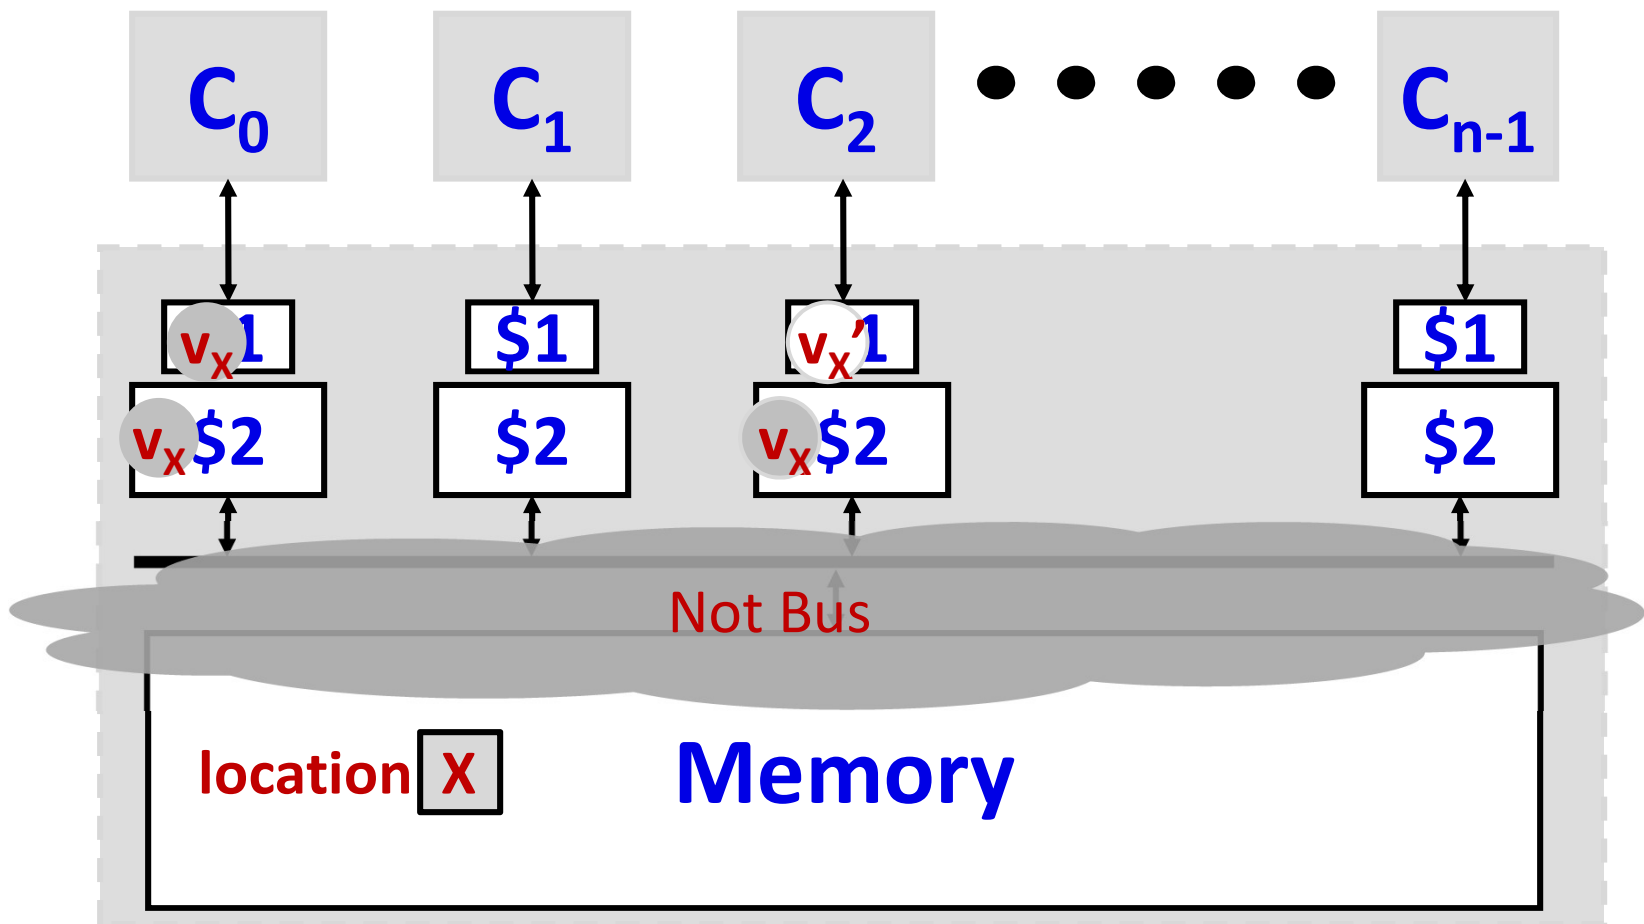 C₀ C₁ C₂ Cₙ₋₁
vₓ1 $1 vₓ’1 $1
vₓ $2 $2 vₓ $2 $2
Not Bus
location X Memory